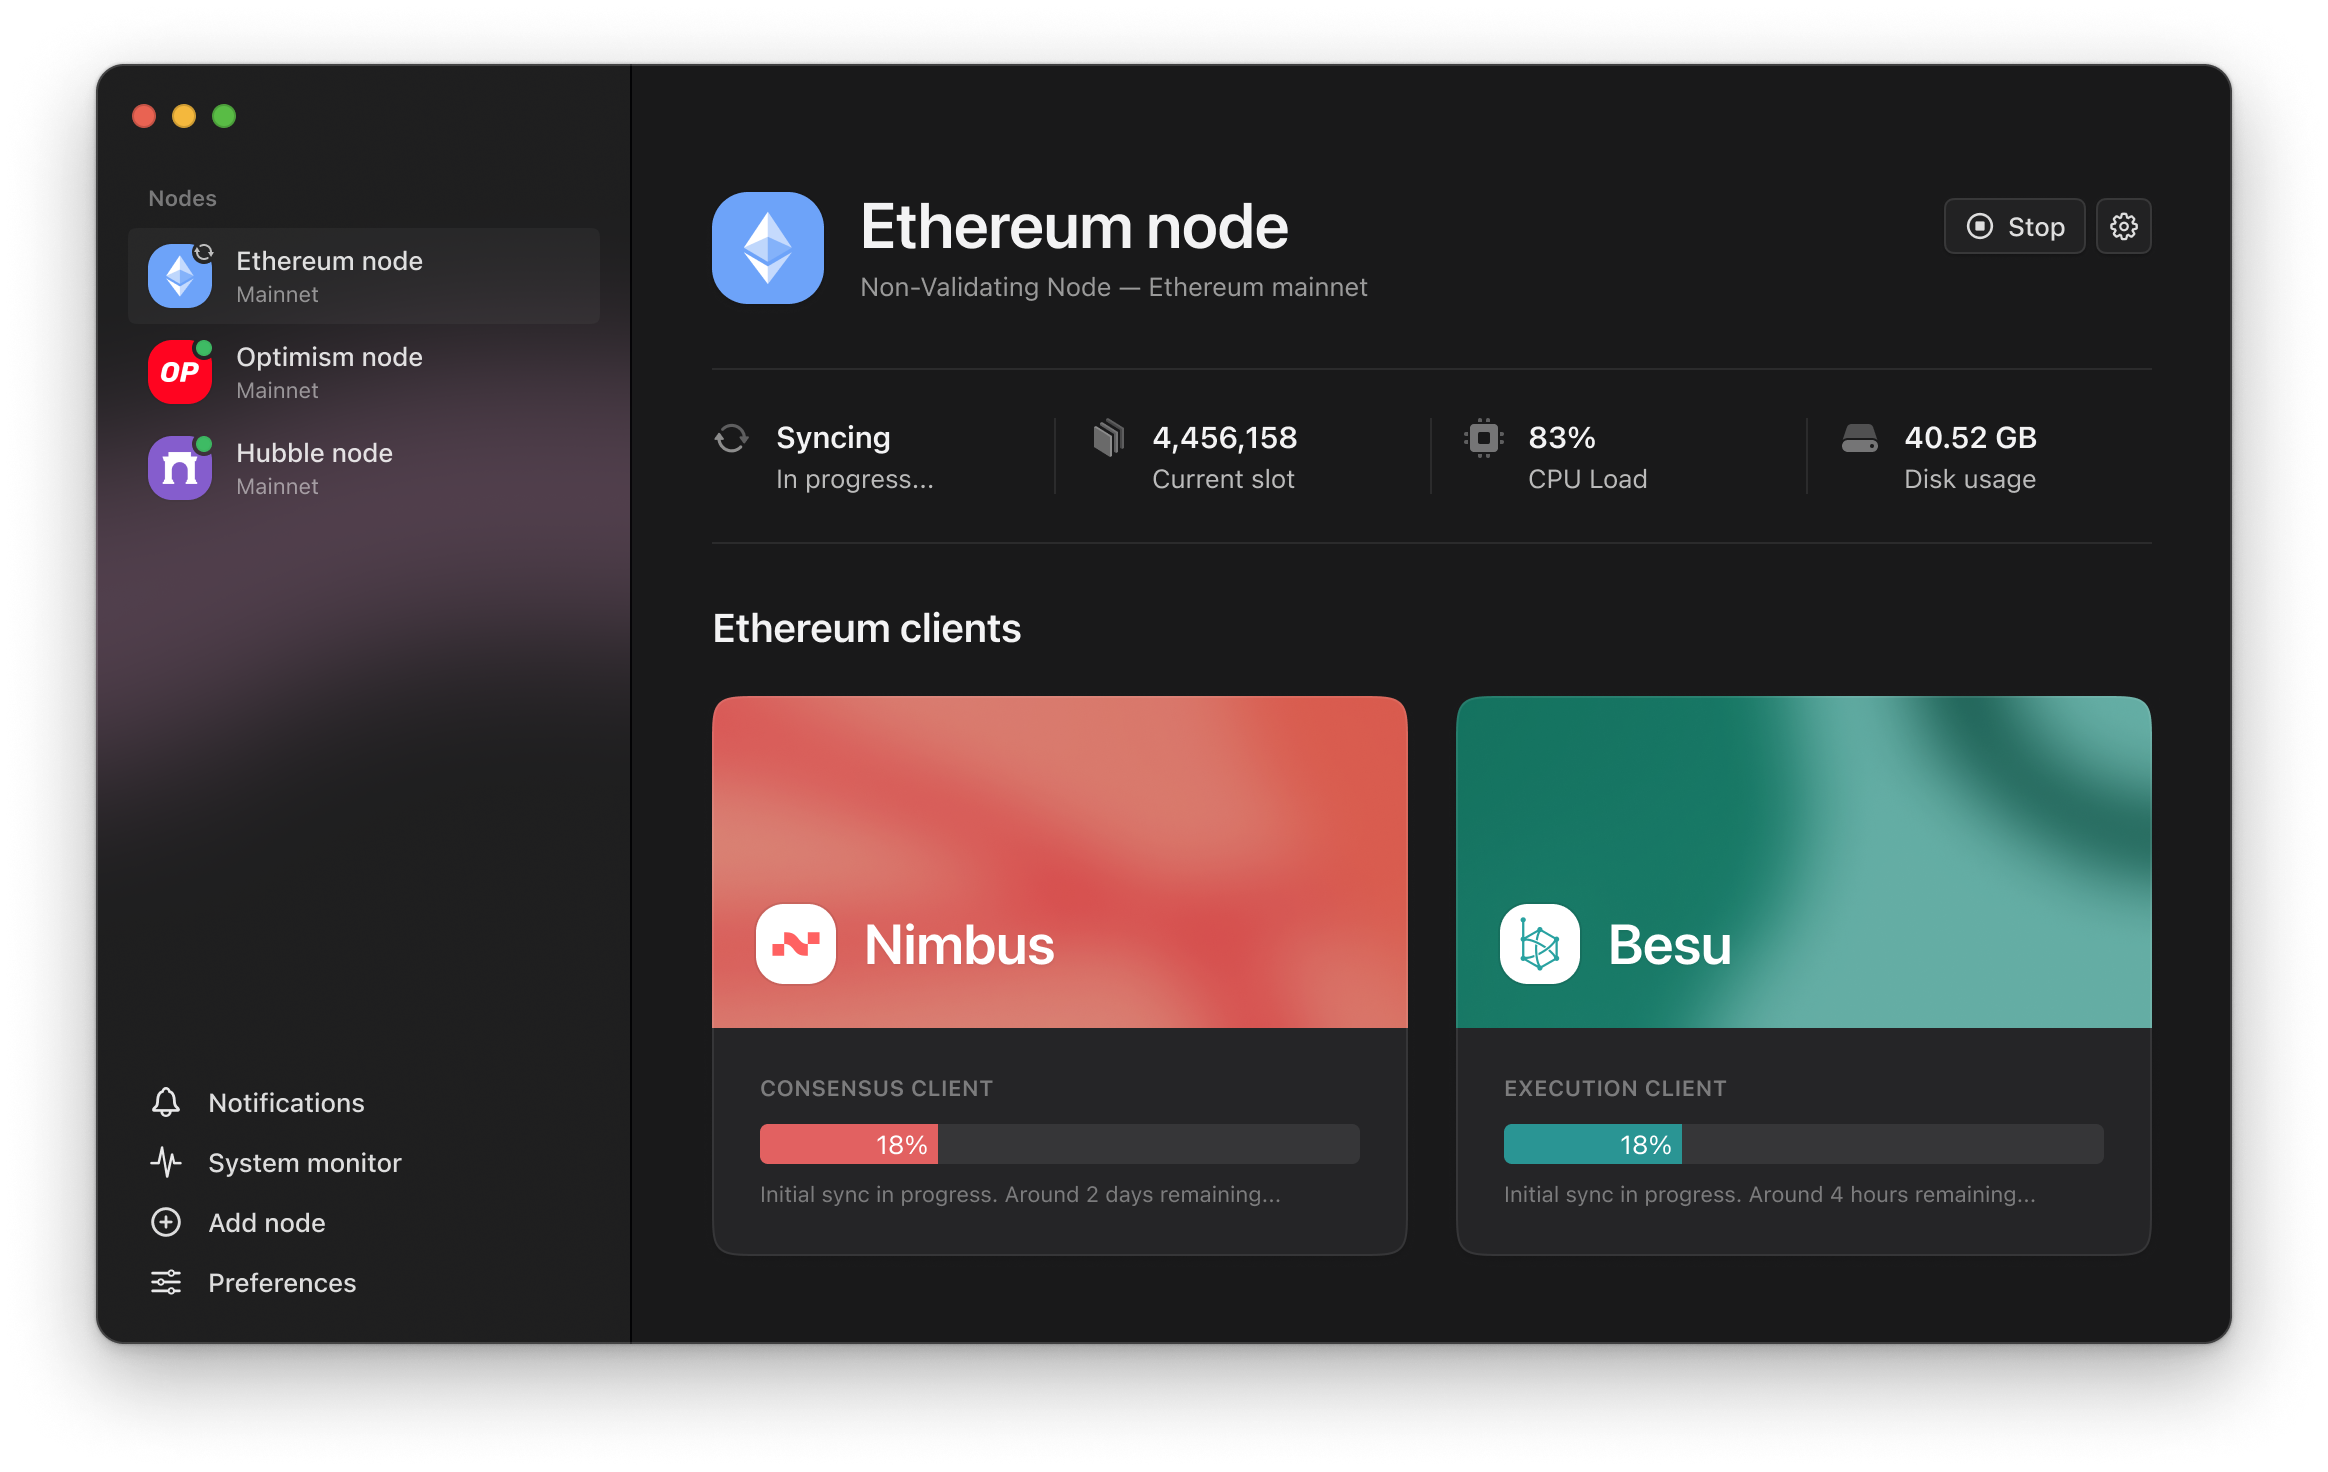 Nodes
Ethereum node
Mainnet
OP
Optimism node
Mainnet
Hubble node
Mainnet
Notifications
System monitor
Add node
Preferences
Ethereum node
Non-Validating Node — Ethereum mainnet
Stop
Syncing
In progress...
4,456,158
Current slot
83%
CPU Load
40.52 GB
Disk usage
Ethereum clients
Nimbus
CONSENSUS CLIENT
18%
Initial sync in progress. Around 2 days remaining...
Besu
EXECUTION CLIENT
18%
Initial sync in progress. Around 4 hours remaining...